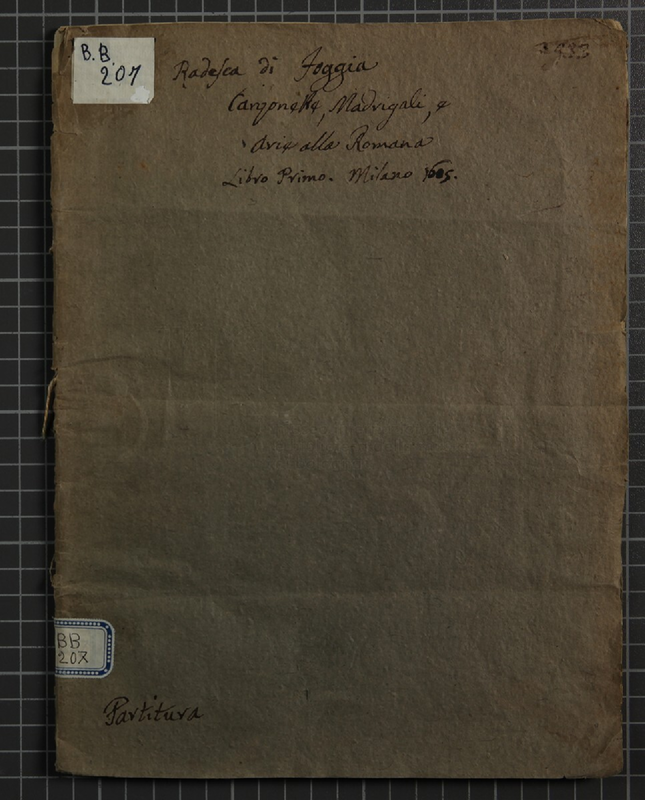 B.B.
207
Radesca di Foggia
Canzonette, Madrigali, e
Arie alla Romana
Libro Primo. Milano 1605.
BB
207
Partitura